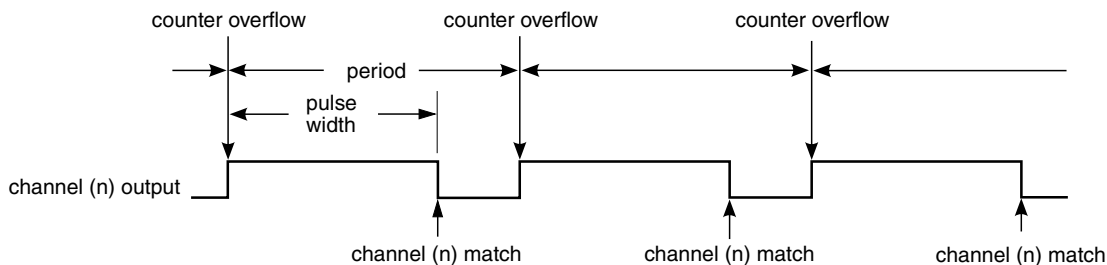 counter overflow
counter overflow
counter overflow
period
pulse
width
channel (n) output
channel (n) match
channel (n) match
channel (n) match